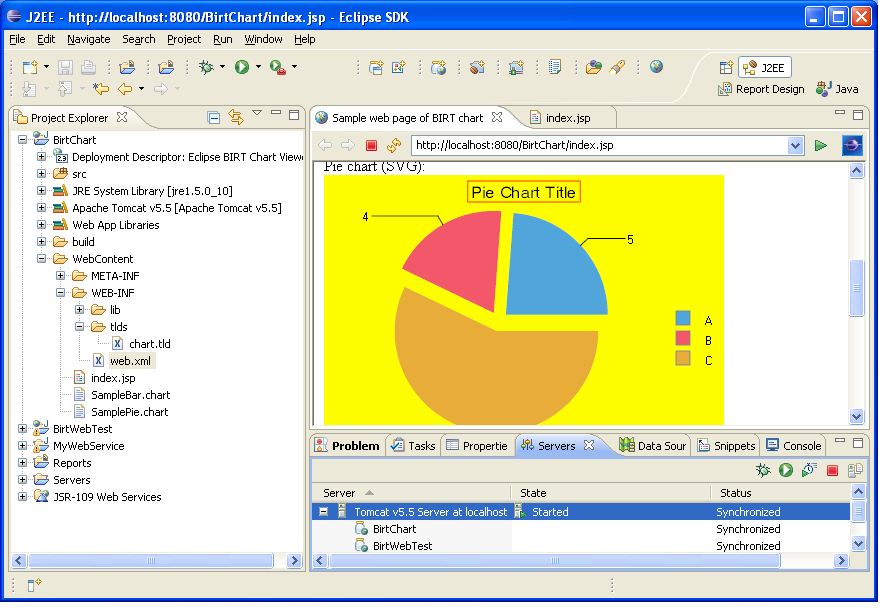 J2EE - http://localhost:8080/BirtChart/index.jsp - Eclipse SDK
File Edit Navigate Search Project Run Window Help
J2EE
Report Design Java
Project Explorer
BirtChart
Deployment Descriptor: Eclipse BIRT Chart Viewe
src
JRE System Library [jre1.5.0_10]
Apache Tomcat v5.5 [Apache Tomcat v5.5]
Web App Libraries
build
WebContent
META-INF
WEB-INF
lib
tlds
chart.tld
web.xml
index.jsp
SampleBar.chart
SamplePie.chart
BirtWebTest
MyWebService
Reports
Servers
JSR-109 Web Services
Sample web page of BIRT chart index.jsp
http://localhost:8080/BirtChart/index.jsp
Pie chart (SVG):
Pie Chart Title
4
5
A
B
C
Problem Tasks Propertie Servers Data Sour Snippets Console
Server State Status
Tomcat v5.5 Server at localhost Started Synchronized
BirtChart Synchronized
BirtWebTest Synchronized